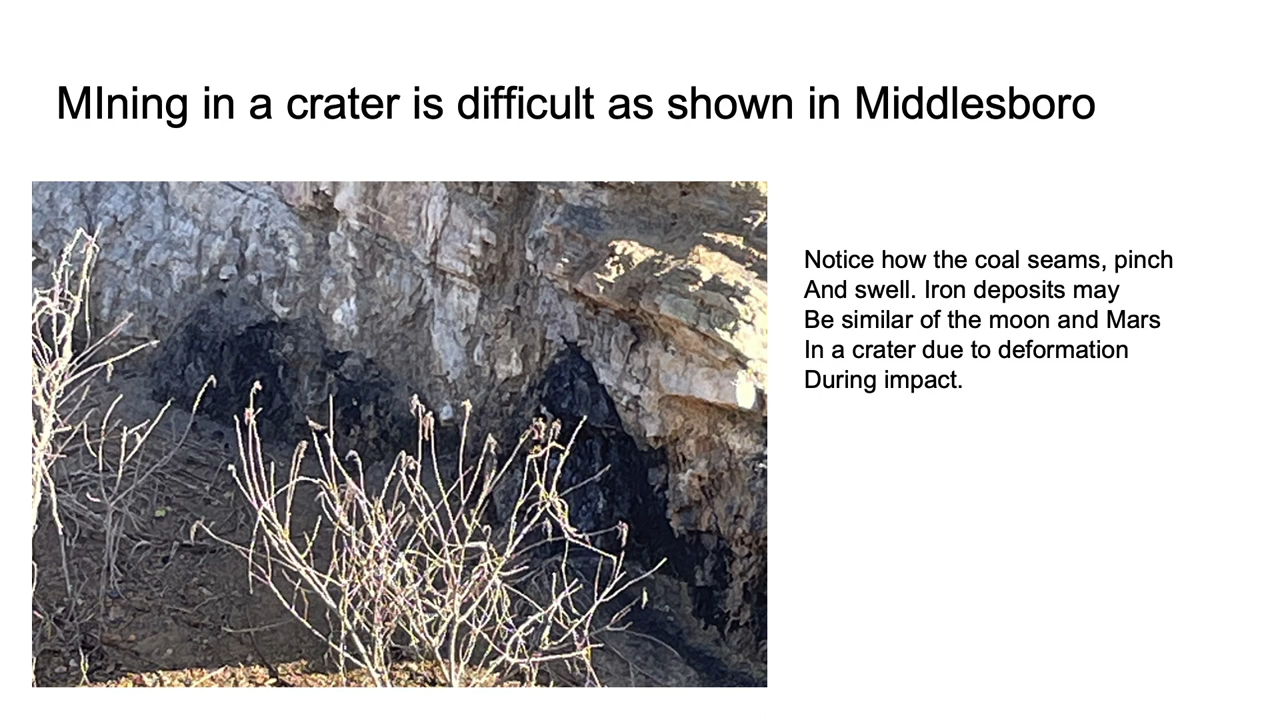 MIning in a crater is difficult as shown in Middlesboro
Notice how the coal seams, pinch
And swell. Iron deposits may
Be similar of the moon and Mars
In a crater due to deformation
During impact.